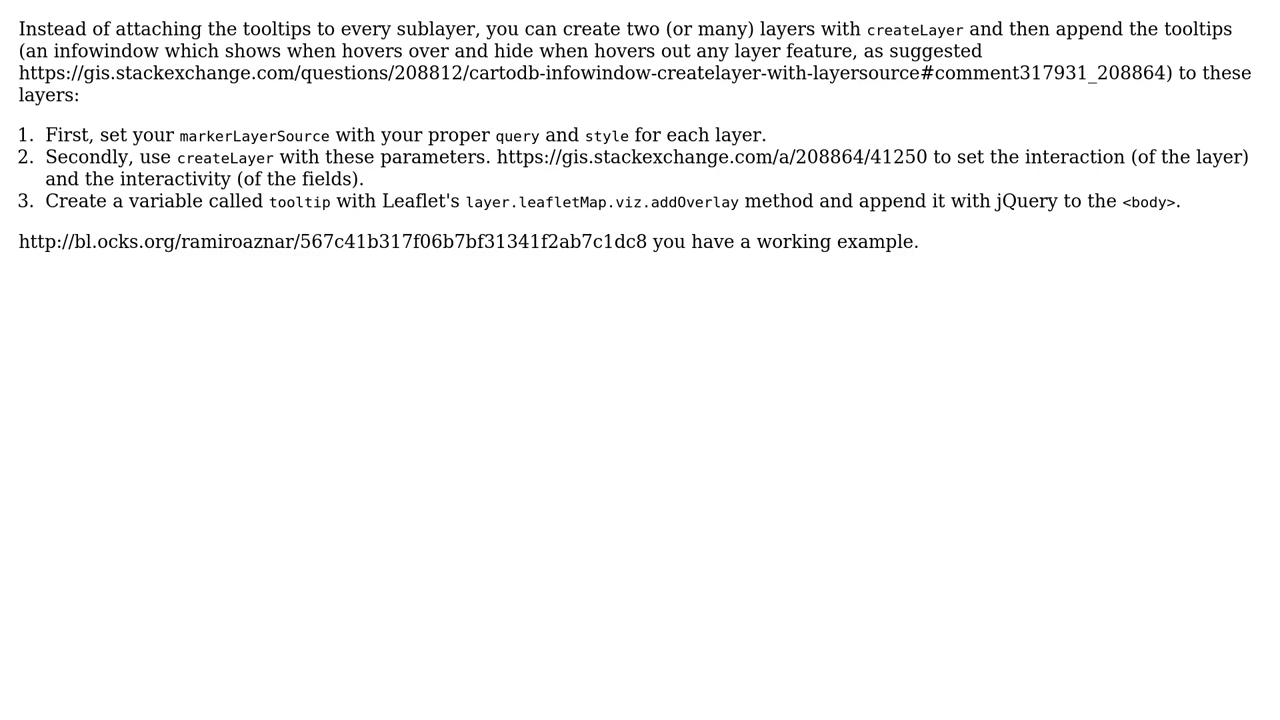 Instead of attaching the tooltips to every sublayer, you can create two (or many) layers with createLayer and then append the tooltips
(an infowindow which shows when hovers over and hide when hovers out any layer feature, as suggested
https://gis.stackexchange.com/questions/208812/cartodb-infowindow-createlayer-with-layersource#comment317931_208864) to these
layers:
1. First, set your markerLayerSource with your proper query and style for each layer.
2. Secondly, use createLayer with these parameters. https://gis.stackexchange.com/a/208864/41250 to set the interaction (of the layer)
and the interactivity (of the fields).
3. Create a variable called tooltip with Leaflet's layer.leafletMap.viz.addOverlay method and append it with jQuery to the <body>.
http://bl.ocks.org/ramiroaznar/567c41b317f06b7bf31341f2ab7c1dc8 you have a working example.